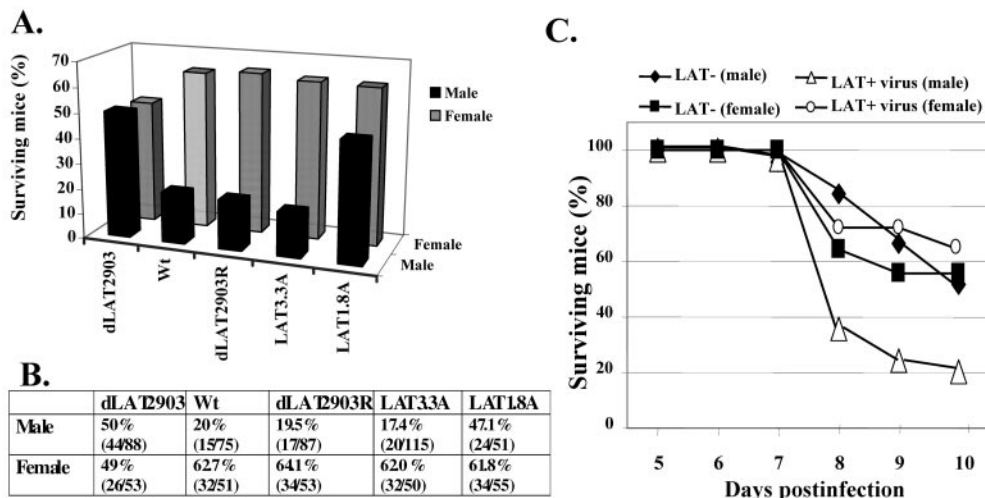 A.
Surviving mice (%)
70
60
50
40
30
20
10
0
Male
Female
Female
Male
dLAT2903
Wt
dLAT2903R
LAT3.3A
LAT1.8A
B.
dLAT2903 Wt dLAT2903R LAT3.3A LAT1.8A
Male 50% 20% 19.5% 17.4% 47.1%
(44/88) (15/75) (17/87) (20/115) (24/51)
Female 49% 62.7% 64.1% 62.0% 61.8%
(26/53) (32/51) (34/53) (32/50) (34/55)
C.
LAT- (male) LAT+ virus (male)
LAT- (female) LAT+ virus (female)
Surviving mice (%)
100
80
60
40
20
0
5 6 7 8 9 10
Days postinfection